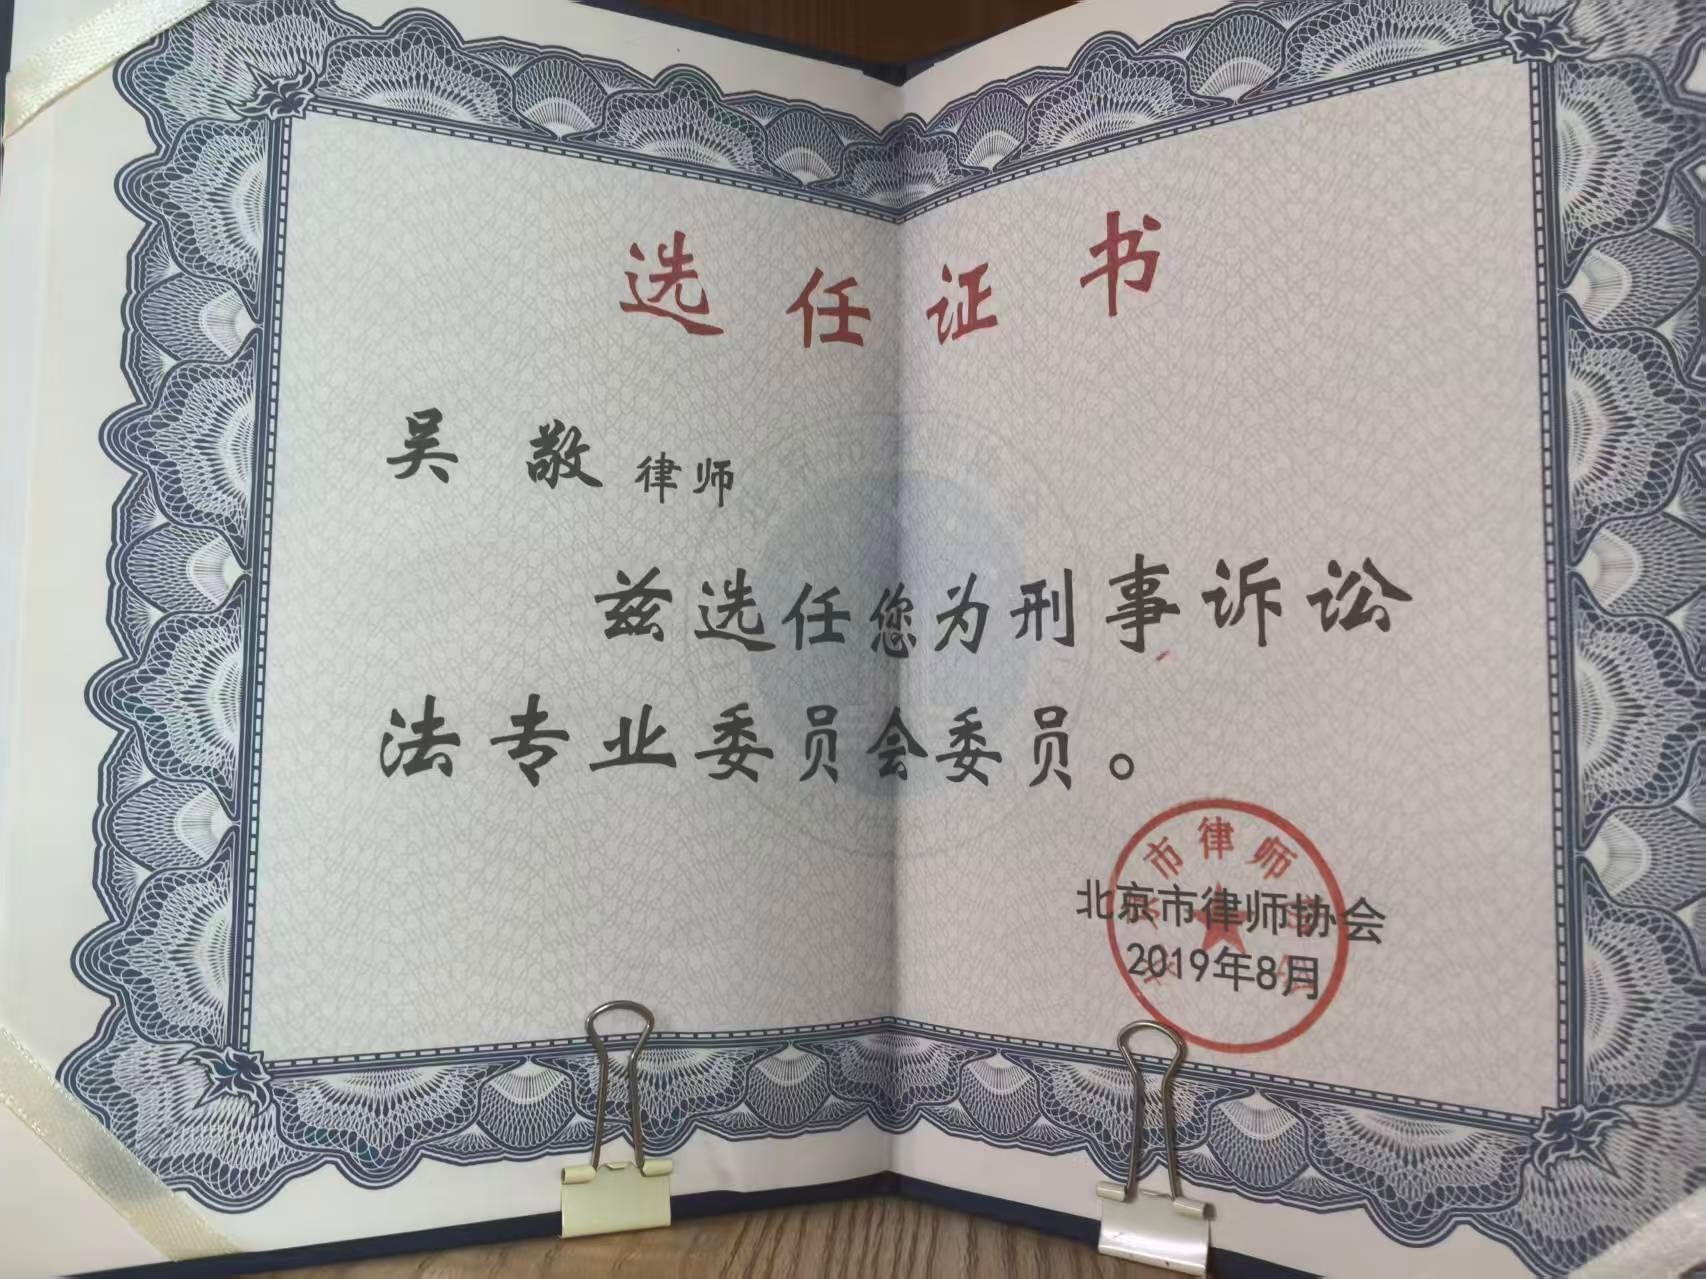 选任证书
吴敬律师
兹选任您为刑事诉讼
法专业委员会委员。
市律师
北京市律师协会
2019年8月